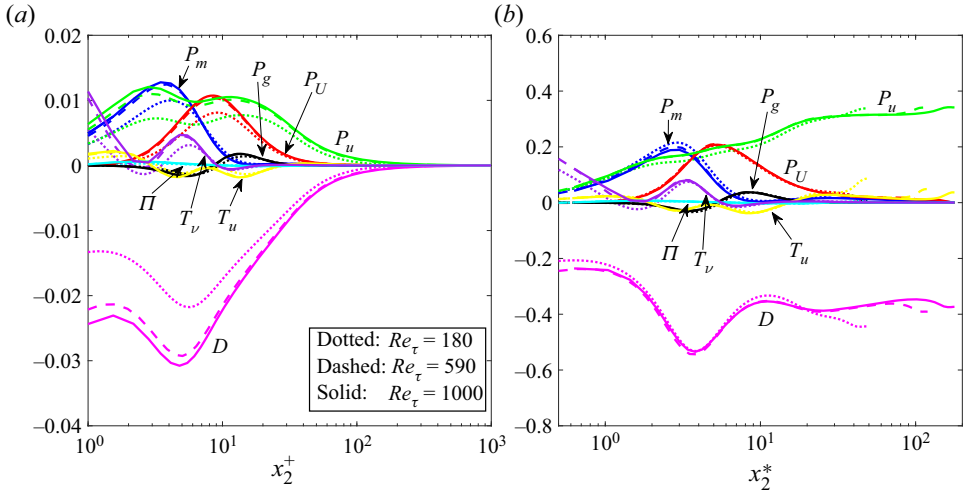 (a)
0.02
0.01
0
−0.01
−0.02
−0.03
−0.04
P_m
P_g
P_U
P_u
Π
T_ν
T_u
D
Dotted: Re_τ = 180
Dashed: Re_τ = 590
Solid: Re_τ = 1000
10^0
10^1
10^2
10^3
x_2^+
(b)
0.6
0.4
0.2
0
−0.2
−0.4
−0.6
−0.8
P_m
P_g
P_u
P_U
Π
T_ν
T_u
D
10^0
10^1
10^2
x_2^*